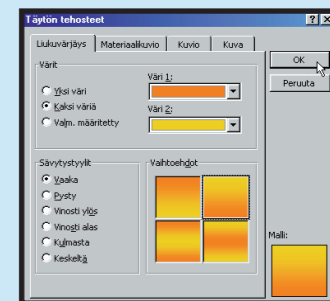 Täytön tehosteet
Liukuvärjäys Materiaalikuvio Kuvio Kuva
Värit
Yksi väri
Kaksi väriä
Valm. määritetty
Väri 1:
Väri 2:
OK
Peruuta
Sävytystyylit
Vaaka
Pysty
Vinosti ylös
Vinosti alas
Kulmasta
Keskeltä
Vaihtoehdot
Malli: